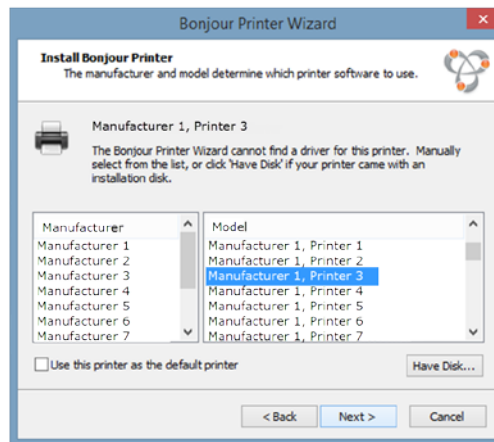 Bonjour Printer Wizard
Install Bonjour Printer
The manufacturer and model determine which printer software to use.
Manufacturer 1, Printer 3
The Bonjour Printer Wizard cannot find a driver for this printer. Manually
select from the list, or click 'Have Disk' if your printer came with an
installation disk.
Manufacturer
Manufacturer 1
Manufacturer 2
Manufacturer 3
Manufacturer 4
Manufacturer 5
Manufacturer 6
Manufacturer 7
Model
Manufacturer 1, Printer 1
Manufacturer 1, Printer 2
Manufacturer 1, Printer 3
Manufacturer 1, Printer 4
Manufacturer 1, Printer 5
Manufacturer 1, Printer 6
Manufacturer 1, Printer 7
Use this printer as the default printer
Have Disk...
< Back
Next >
Cancel